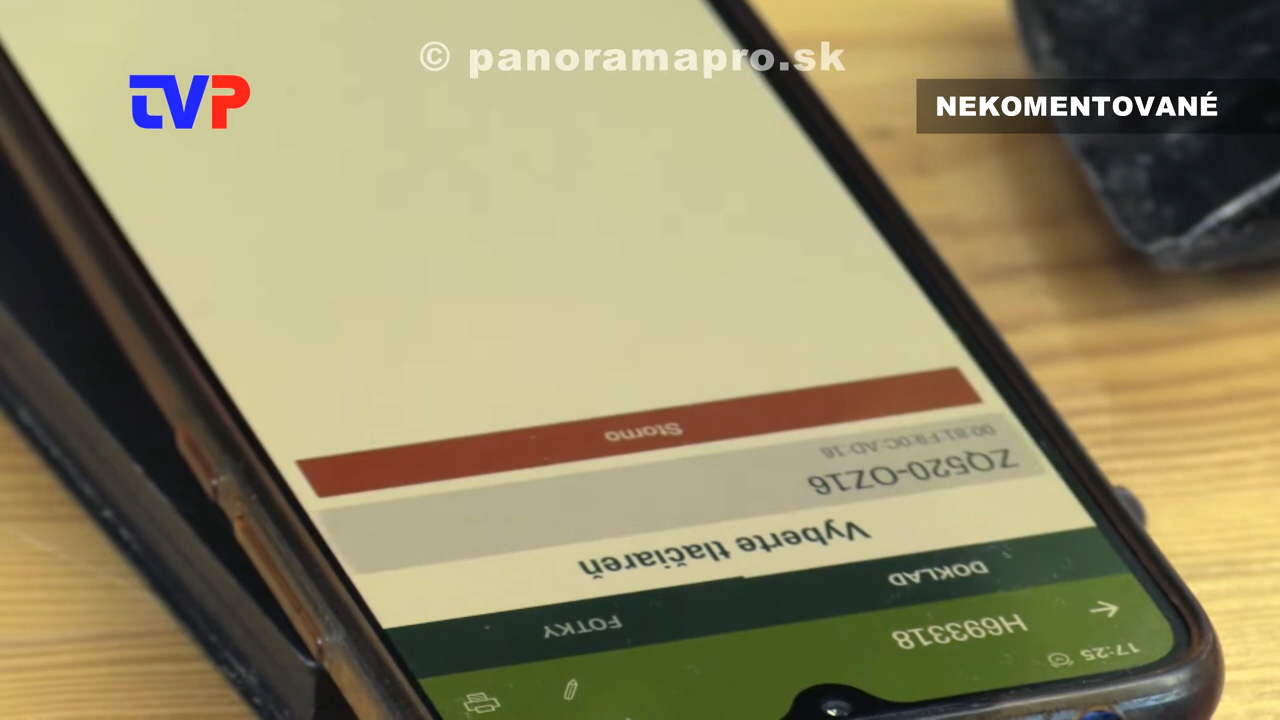 © panoramapro.sk
TVP
NEKOMENTOVANÉ
17:25
H693318
DOKLAD
FOTKY
Vyberte tlačiareň
ZQ520-OZ16
Storno